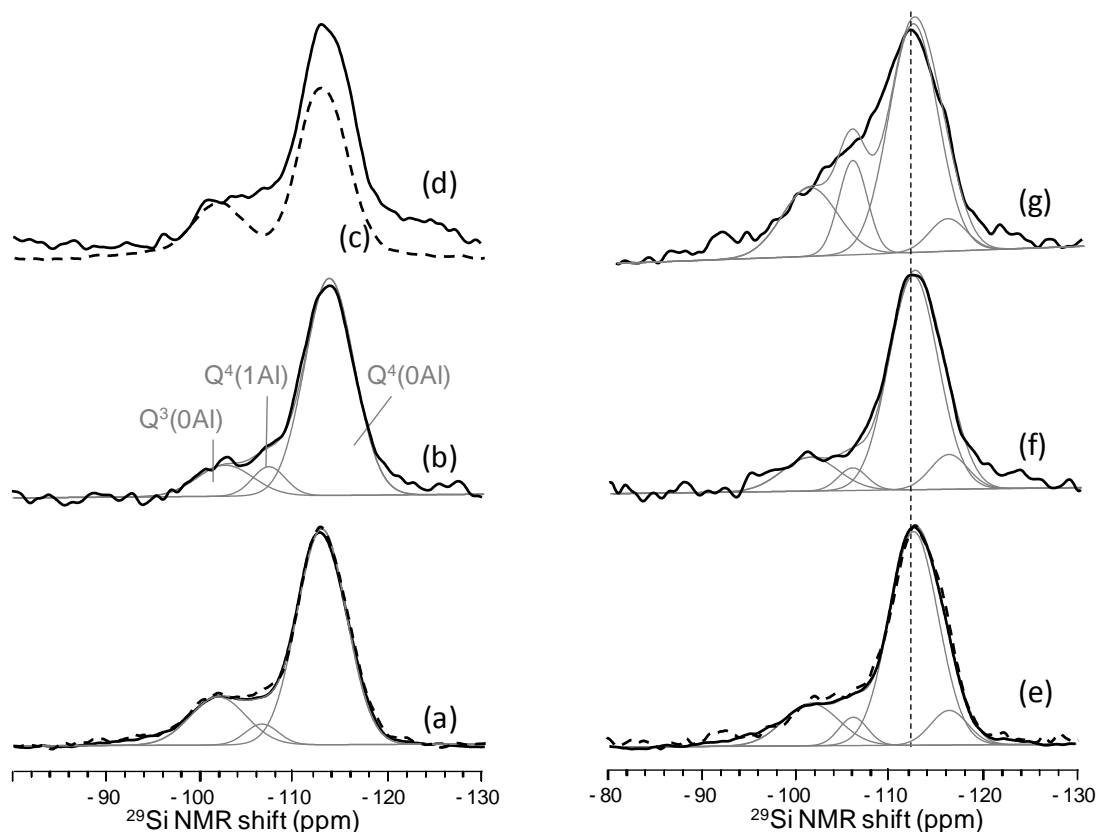 (d)
(c)
Q⁴(1Al)
Q⁴(0Al)
Q³(0Al)
(b)
(a)
- 90 - 100 - 110 - 120 - 130
²⁹Si NMR shift (ppm)
(g)
(f)
(e)
- 80 - 90 - 100 - 110 - 120 - 130
²⁹Si NMR shift (ppm)